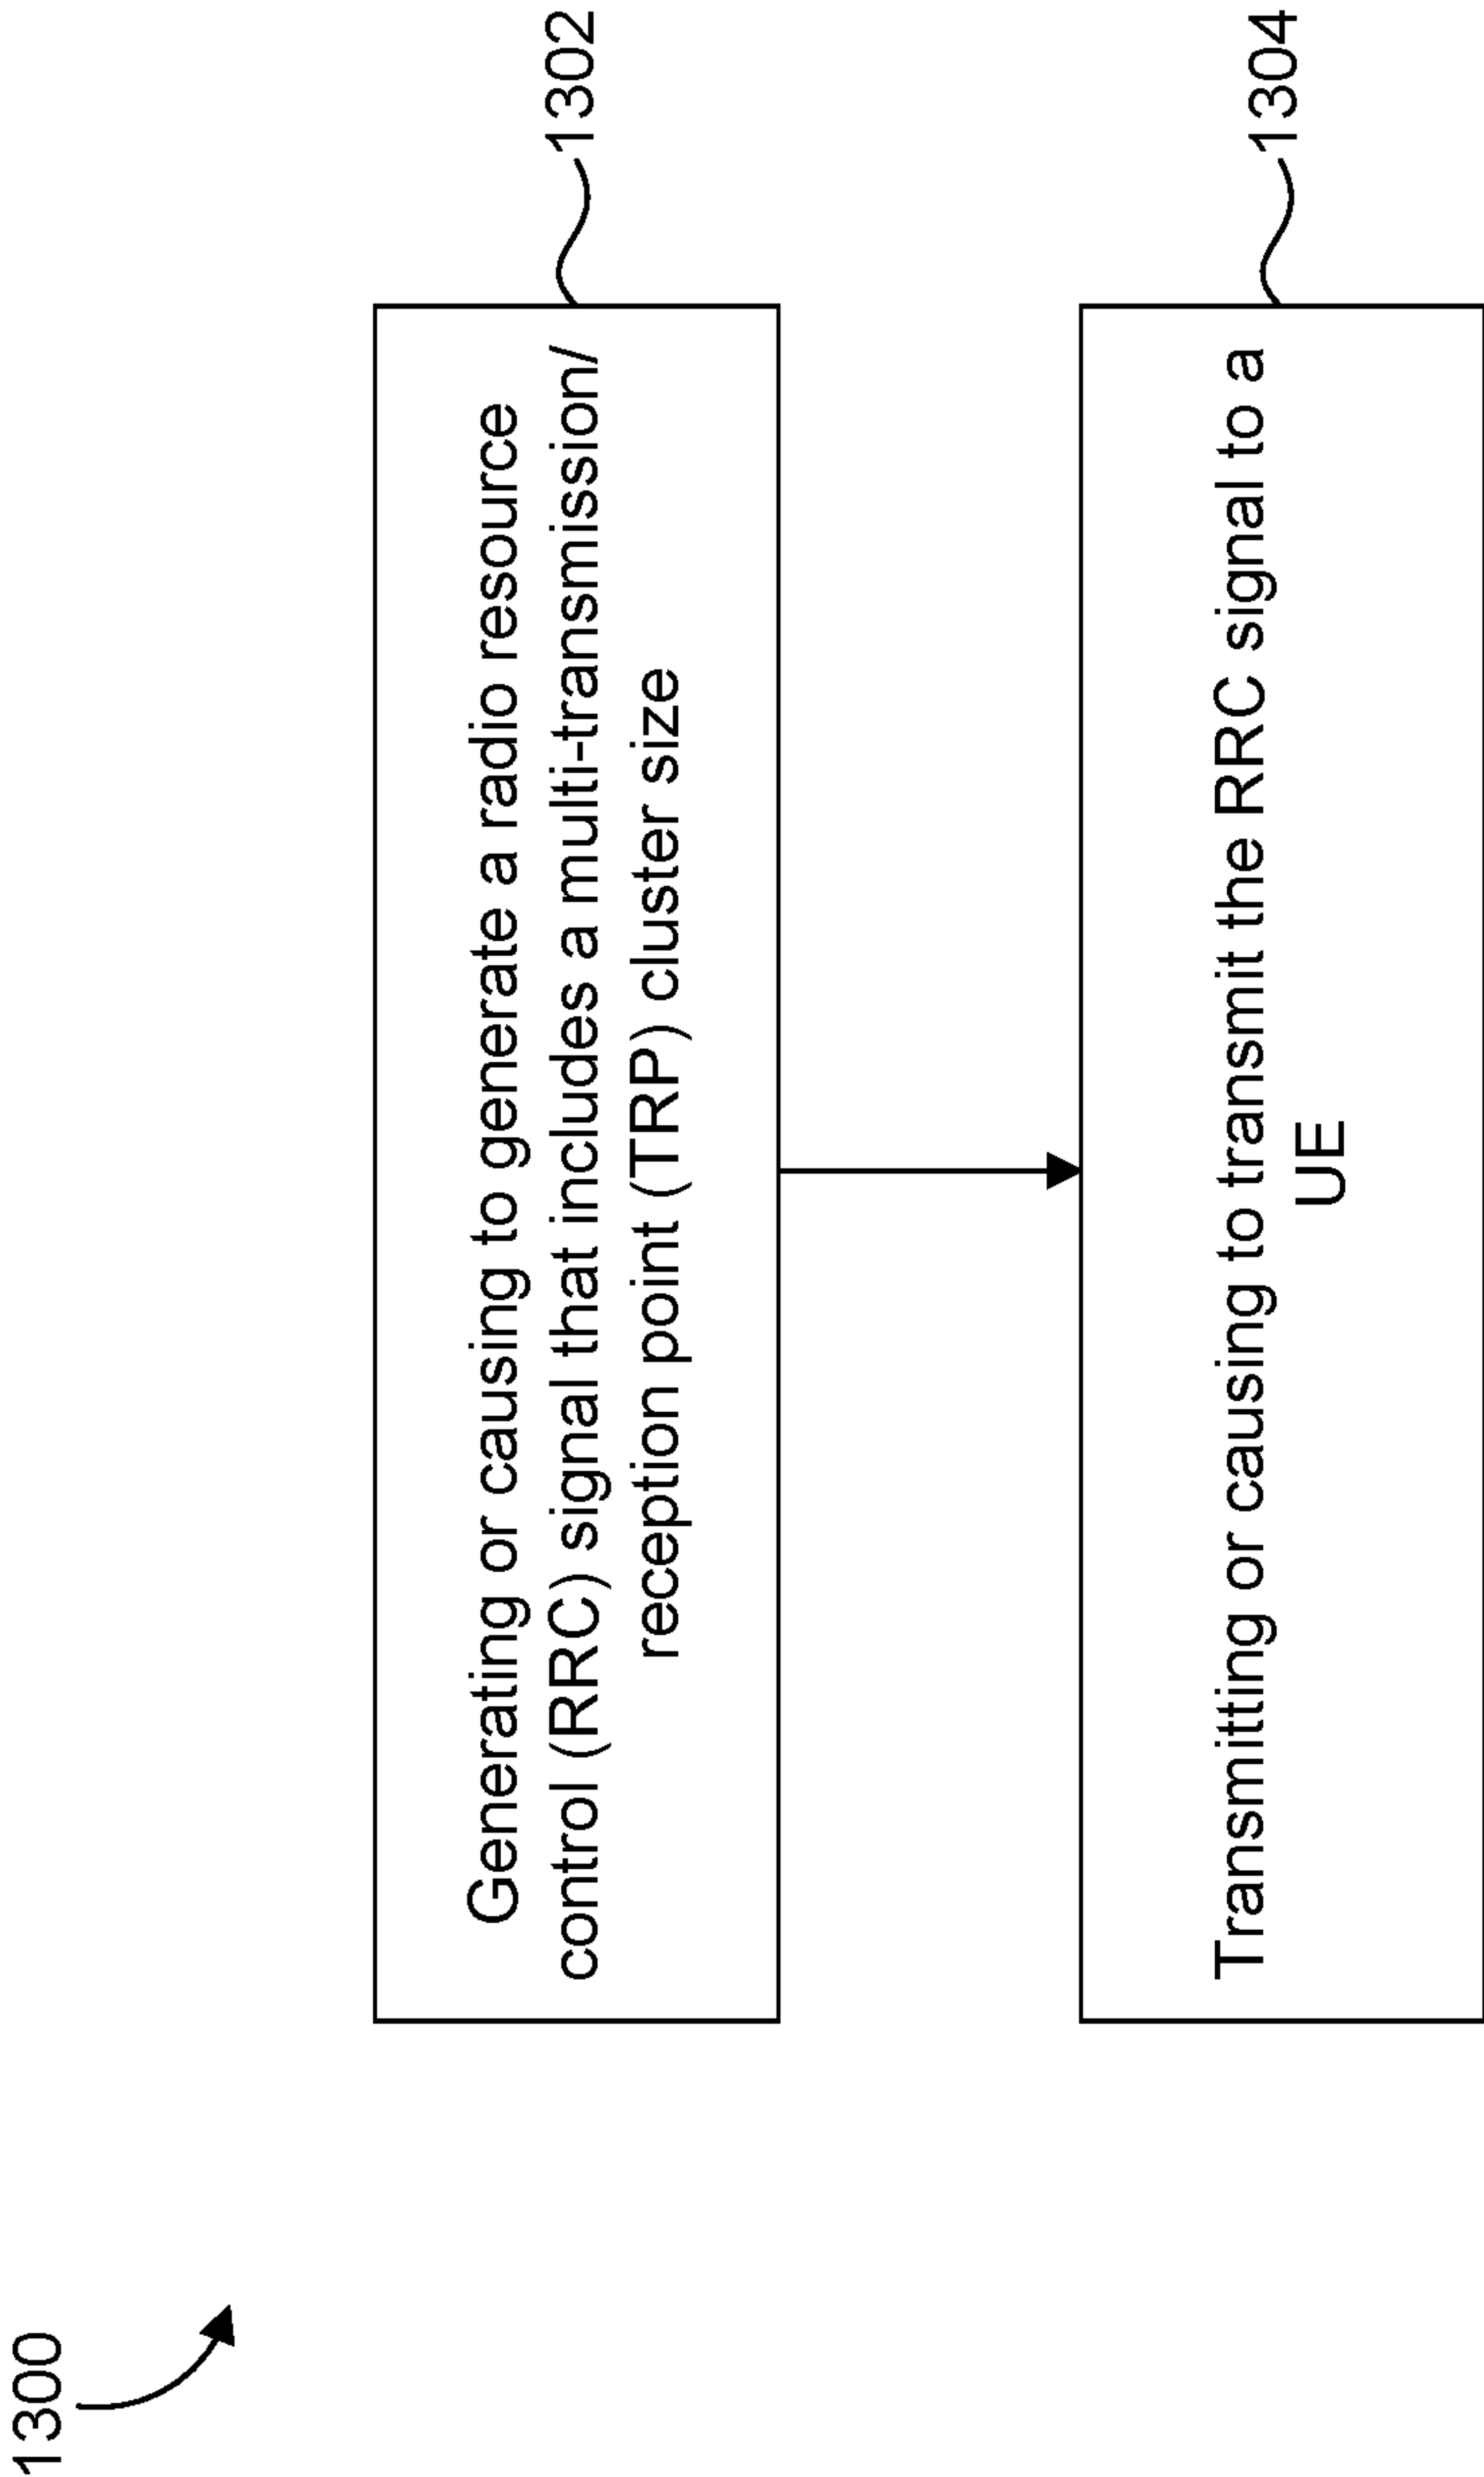 1300
Generating or causing to generate a radio resource
control (RRC) signal that includes a multi-transmission/
reception point (TRP) cluster size
1302
Transmitting or causing to transmit the RRC signal to a
UE
1304